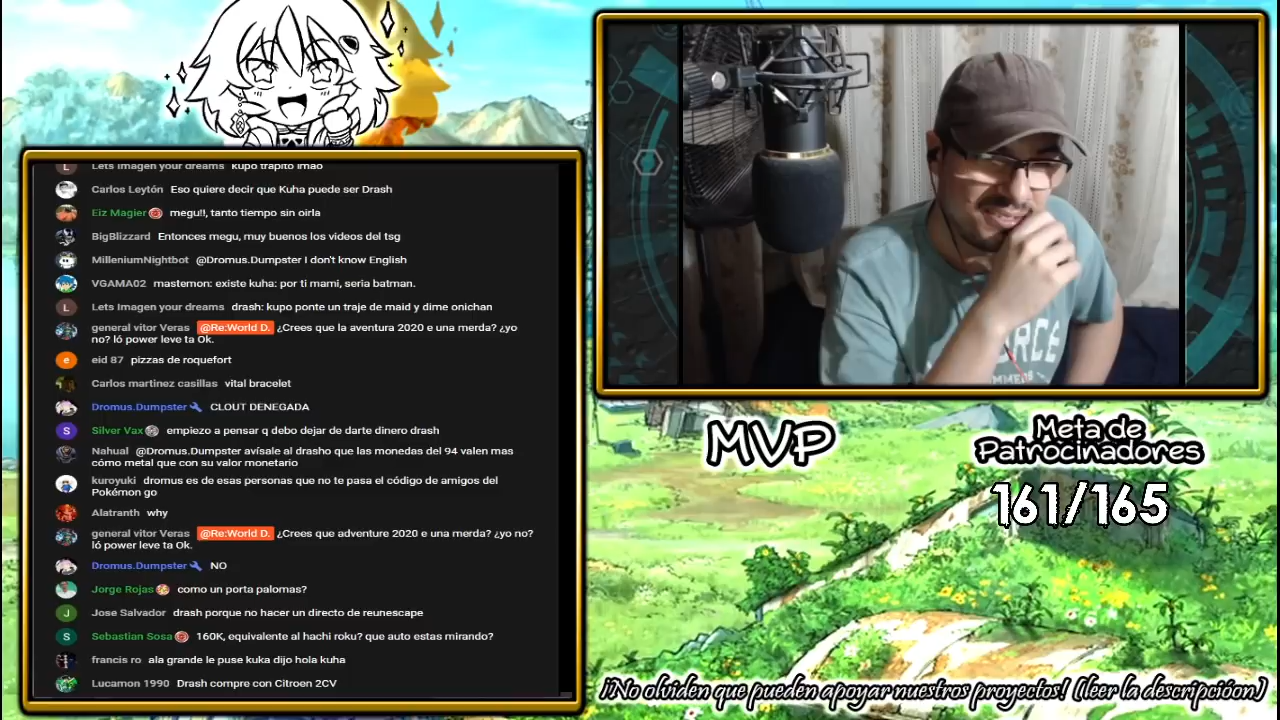 Lets Imagen your dreams kupo trapito lmao
Carlos Leytón Eso quiere decir que Kuha puede ser Drash
Eiz Magier megu!!, tanto tiempo sin oirla
BigBlizzard Entonces megu, muy buenos los videos del tsg
MilleniumNightbot @Dromus.Dumpster I don't know English
VGAMA02 mastemon: existe kuha: por ti mami, seria batman.
L Lets Imagen your dreams drash: kupo ponte un traje de maid y dime onichan
general vitor Veras @Re:World D. ¿Crees que la aventura 2020 e una merda? ¿yo
no? ló power leve ta Ok.
e eid 87 pizzas de roquefort
Carlos martinez casillas vital bracelet
Dromus.Dumpster CLOUT DENEGADA
S Silver Vax empiezo a pensar q debo dejar de darte dinero drash
Nahual @Dromus.Dumpster avísale al drasho que las monedas del 94 valen mas
cómo metal que con su valor monetario
kuroyuki dromus es de esas personas que no te pasa el código de amigos del
Pokémon go
Alatranth why
general vitor Veras @Re:World D. ¿Crees que adventure 2020 e una merda? ¿yo no?
ló power leve ta Ok.
Dromus.Dumpster NO
Jorge Rojas como un porta palomas?
J Jose Salvador drash porque no hacer un directo de reunescape
S Sebastian Sosa 160K, equivalente al hachi roku? que auto estas mirando?
francis ro ala grande le puse kuka dijo hola kuha
Lucamon 1990 Drash compre con Citroen 2CV
MVP
Meta de
Patrocinadores
161/165
¡¡No olviden que pueden apoyar nuestros proyectos! (leer la descripcióon)